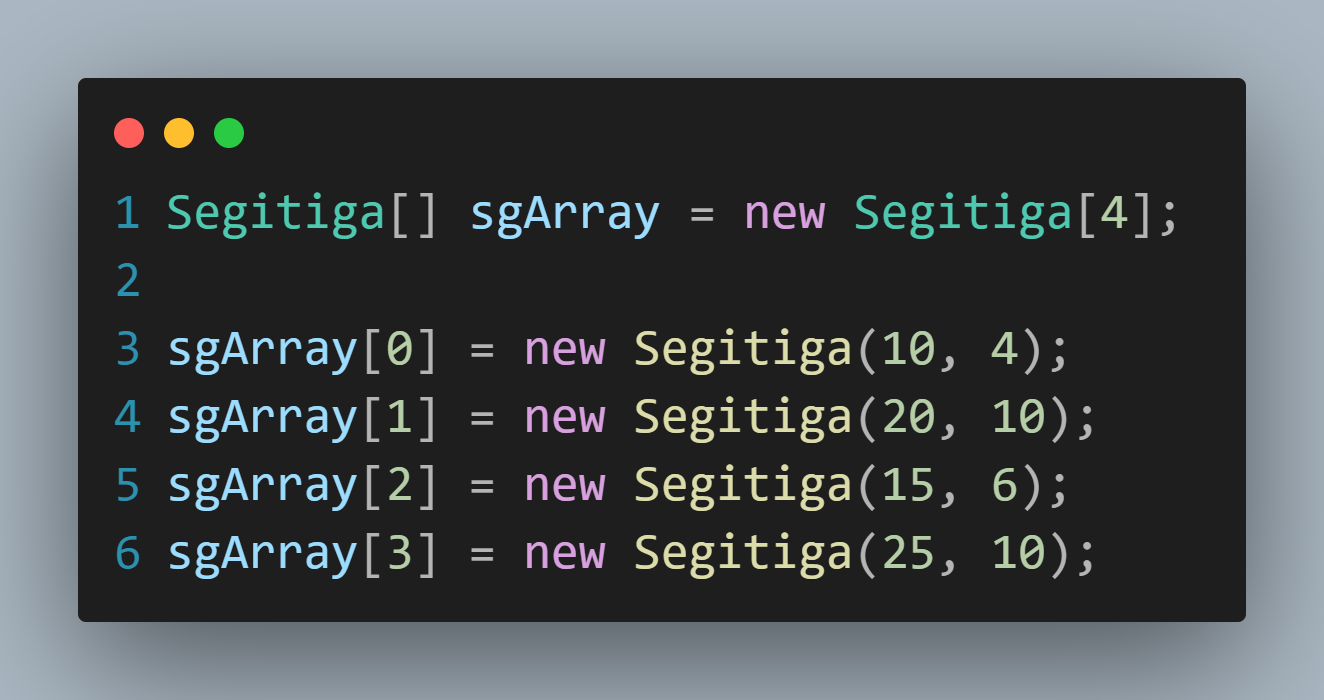 1 Segitiga[] sgArray = new Segitiga[4];
2
3 sgArray[0] = new Segitiga(10, 4);
4 sgArray[1] = new Segitiga(20, 10);
5 sgArray[2] = new Segitiga(15, 6);
6 sgArray[3] = new Segitiga(25, 10);